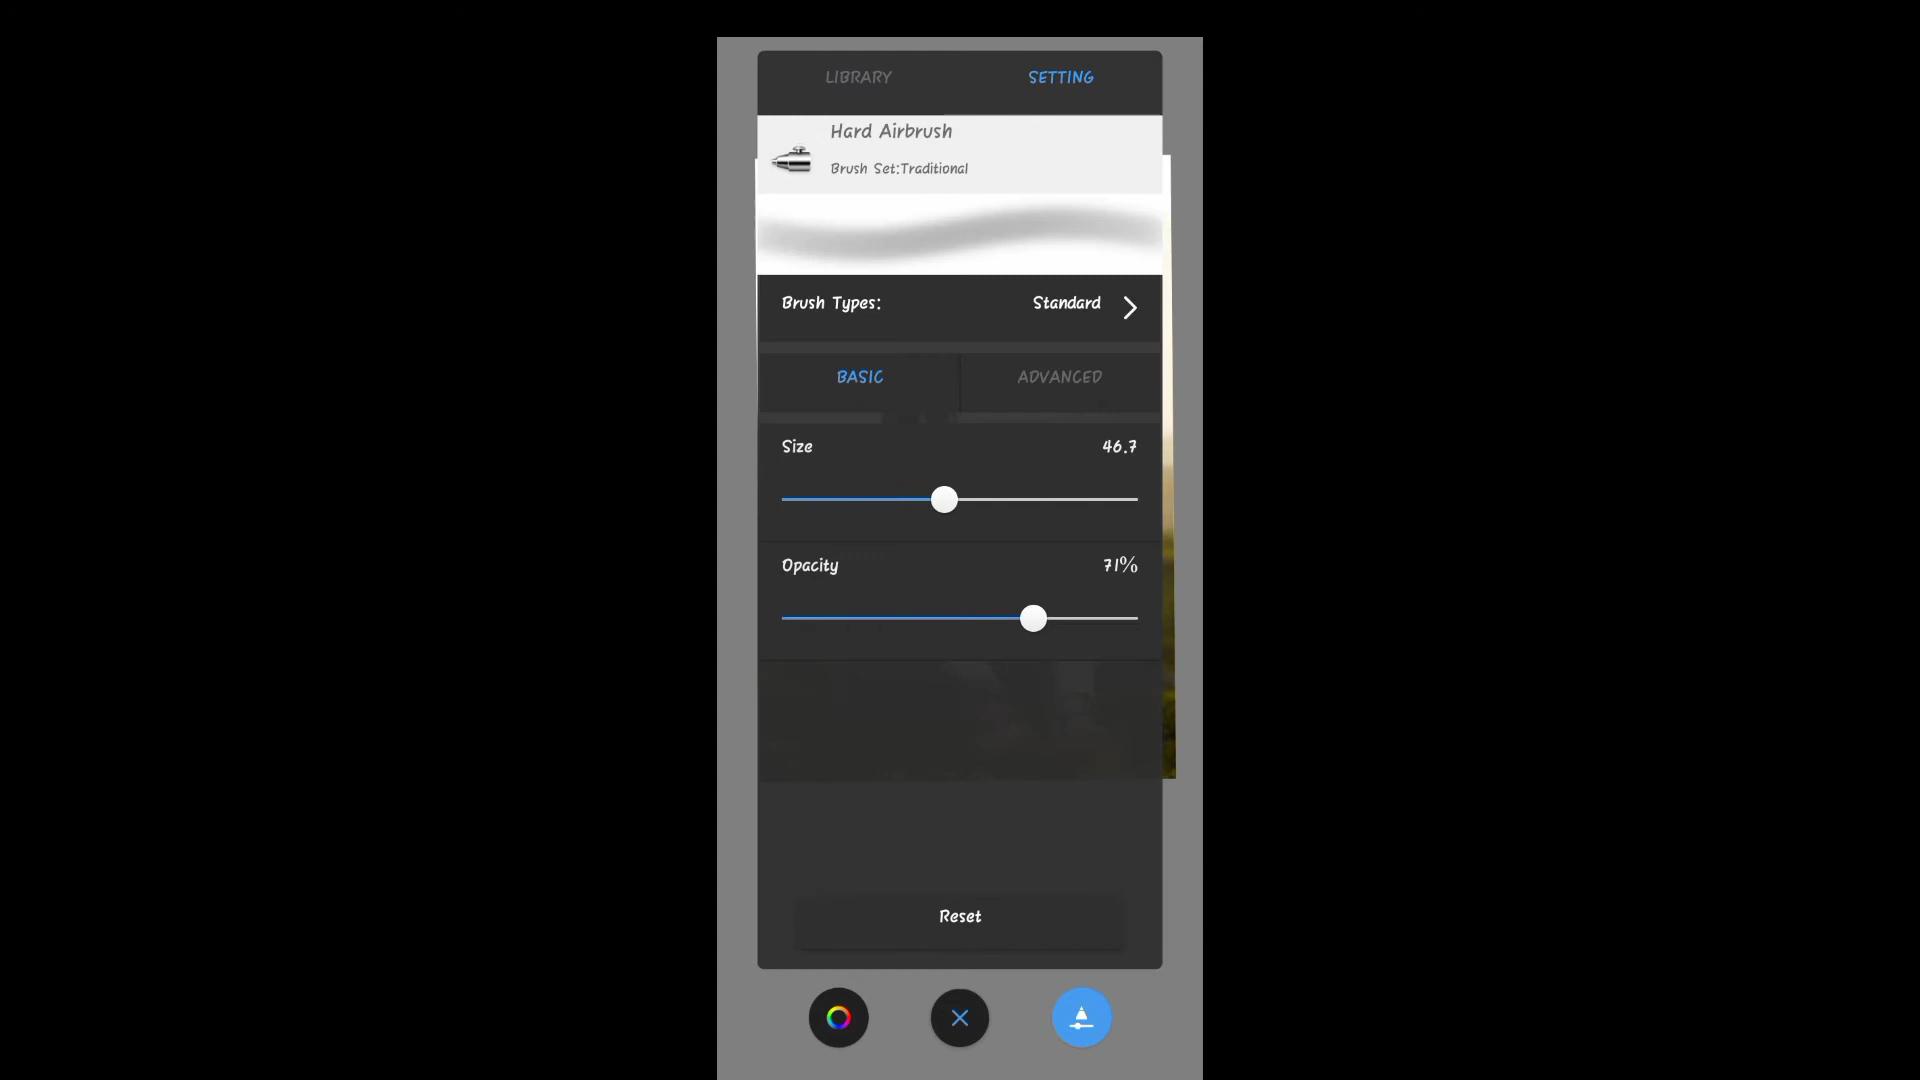 LIBRARY
SETTING
Hard Airbrush
Brush Set:Traditional
Brush Types:
Standard
BASIC
ADVANCED
Size
46.7
Opacity
71%
Reset